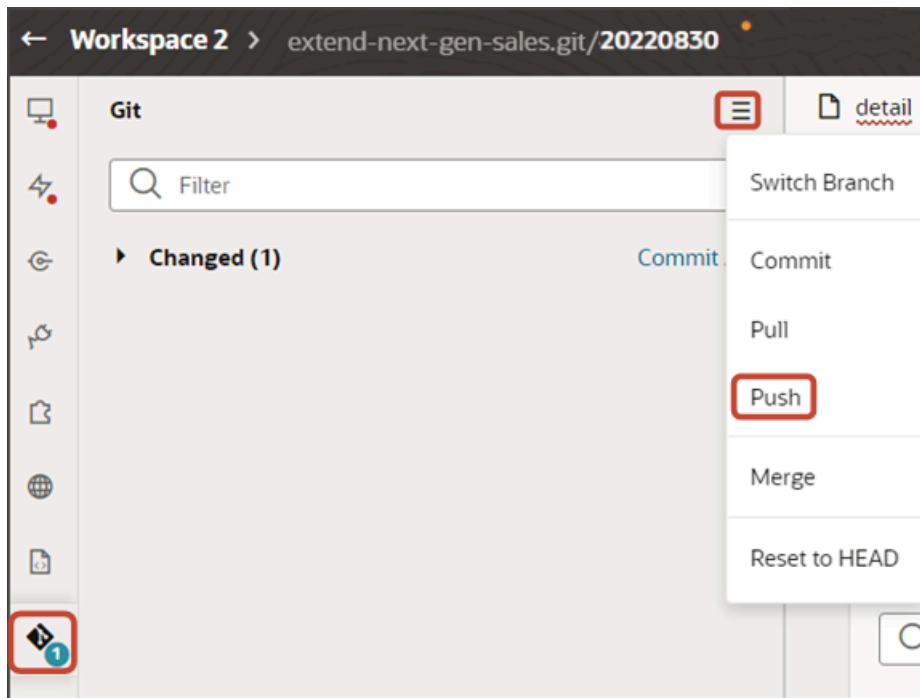 ← Workspace 2 > extend-next-gen-sales.git/20220830
Git
detail
Filter
Switch Branch
Changed (1)
Commit
Commit
Pull
Push
Merge
Reset to HEAD
1